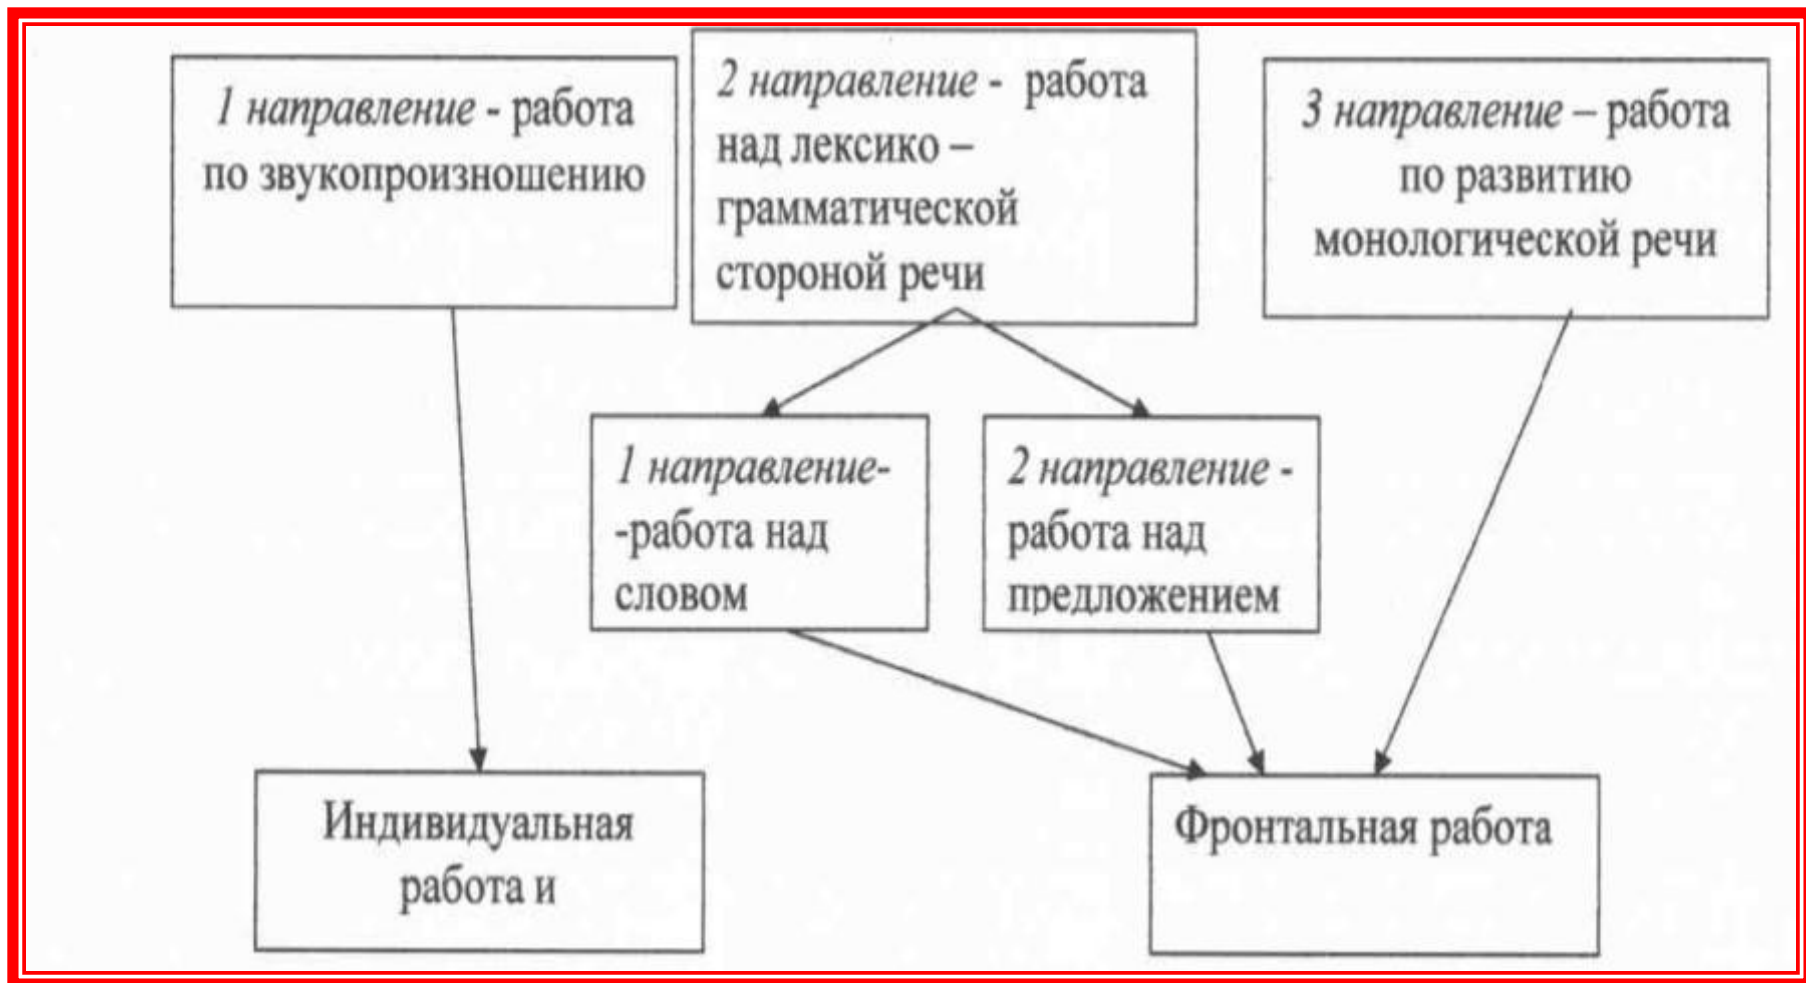 1 направление - работа
по звукопроизношению
2 направление - работа
над лексико –
грамматической
стороной речи
3 направление – работа
по развитию
монологической речи
1 направление-
-работа над
словом
2 направление -
работа над
предложением
Индивидуальная
работа и
Фронтальная работа